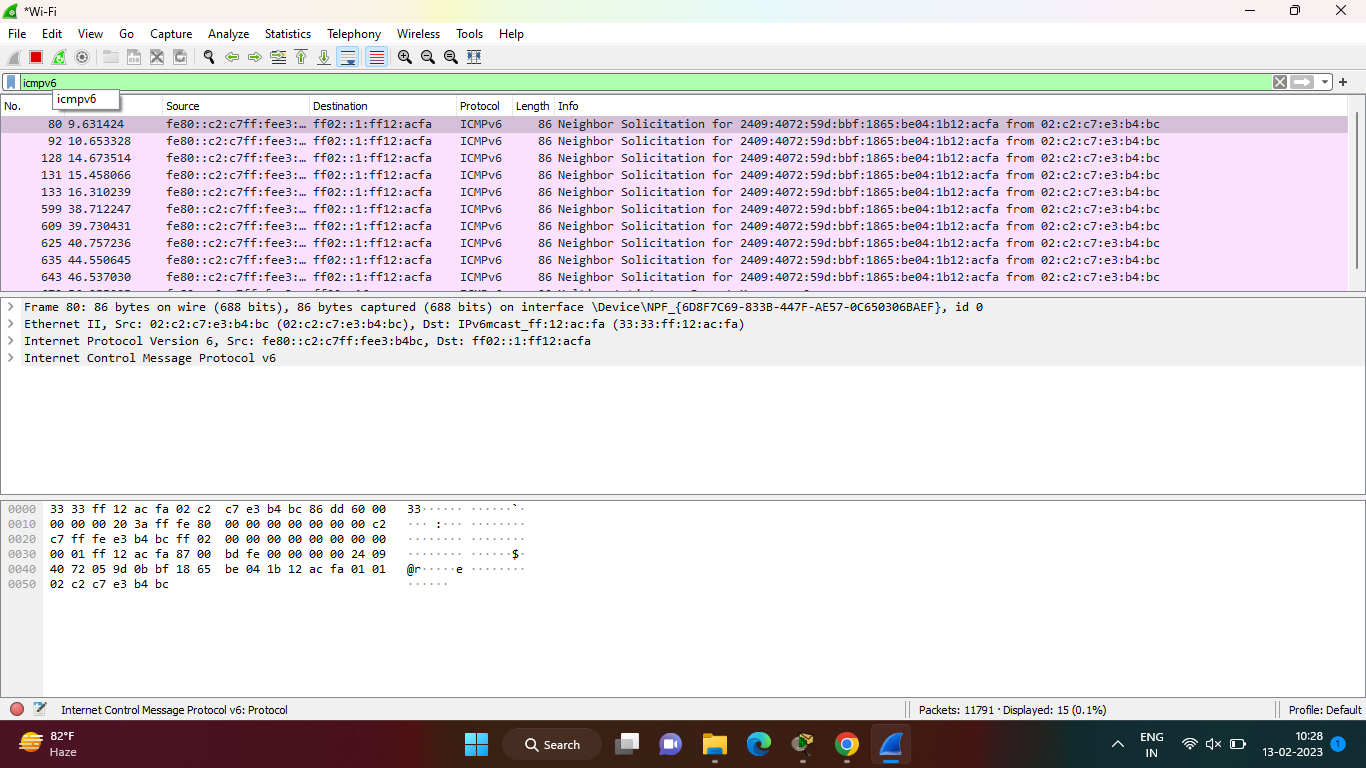 *Wi-Fi
File Edit View Go Capture Analyze Statistics Telephony Wireless Tools Help
icmpv6
icmpv6
No. Source Destination Protocol Length Info
80 9.631424 fe80::c2:c7ff:fee3:… ff02::1:ff12:acfa ICMPv6 86 Neighbor Solicitation for 2409:4072:59d:bbf:1865:be04:1b12:acfa from 02:c2:c7:e3:b4:bc
92 10.653328 fe80::c2:c7ff:fee3:… ff02::1:ff12:acfa ICMPv6 86 Neighbor Solicitation for 2409:4072:59d:bbf:1865:be04:1b12:acfa from 02:c2:c7:e3:b4:bc
128 14.673514 fe80::c2:c7ff:fee3:… ff02::1:ff12:acfa ICMPv6 86 Neighbor Solicitation for 2409:4072:59d:bbf:1865:be04:1b12:acfa from 02:c2:c7:e3:b4:bc
131 15.458066 fe80::c2:c7ff:fee3:… ff02::1:ff12:acfa ICMPv6 86 Neighbor Solicitation for 2409:4072:59d:bbf:1865:be04:1b12:acfa from 02:c2:c7:e3:b4:bc
133 16.310239 fe80::c2:c7ff:fee3:… ff02::1:ff12:acfa ICMPv6 86 Neighbor Solicitation for 2409:4072:59d:bbf:1865:be04:1b12:acfa from 02:c2:c7:e3:b4:bc
599 38.712247 fe80::c2:c7ff:fee3:… ff02::1:ff12:acfa ICMPv6 86 Neighbor Solicitation for 2409:4072:59d:bbf:1865:be04:1b12:acfa from 02:c2:c7:e3:b4:bc
609 39.730431 fe80::c2:c7ff:fee3:… ff02::1:ff12:acfa ICMPv6 86 Neighbor Solicitation for 2409:4072:59d:bbf:1865:be04:1b12:acfa from 02:c2:c7:e3:b4:bc
625 40.757236 fe80::c2:c7ff:fee3:… ff02::1:ff12:acfa ICMPv6 86 Neighbor Solicitation for 2409:4072:59d:bbf:1865:be04:1b12:acfa from 02:c2:c7:e3:b4:bc
635 44.550645 fe80::c2:c7ff:fee3:… ff02::1:ff12:acfa ICMPv6 86 Neighbor Solicitation for 2409:4072:59d:bbf:1865:be04:1b12:acfa from 02:c2:c7:e3:b4:bc
643 46.537030 fe80::c2:c7ff:fee3:… ff02::1:ff12:acfa ICMPv6 86 Neighbor Solicitation for 2409:4072:59d:bbf:1865:be04:1b12:acfa from 02:c2:c7:e3:b4:bc
Frame 80: 86 bytes on wire (688 bits), 86 bytes captured (688 bits) on interface \Device\NPF_{6D8F7C69-833B-447F-AE57-0C650306BAEF}, id 0
Ethernet II, Src: 02:c2:c7:e3:b4:bc (02:c2:c7:e3:b4:bc), Dst: IPv6mcast_ff:12:ac:fa (33:33:ff:12:ac:fa)
Internet Protocol Version 6, Src: fe80::c2:c7ff:fee3:b4bc, Dst: ff02::1:ff12:acfa
Internet Control Message Protocol v6
0000 33 33 ff 12 ac fa 02 c2 c7 e3 b4 bc 86 dd 60 00 33······ ······`·
0010 00 00 00 20 3a ff fe 80 00 00 00 00 00 00 00 c2 ··· :··· ········
0020 c7 ff fe e3 b4 bc ff 02 00 00 00 00 00 00 00 00 ········ ········
0030 00 01 ff 12 ac fa 87 00 bd fe 00 00 00 00 24 09 ········ ······$·
0040 40 72 05 9d 0b bf 18 65 be 04 1b 12 ac fa 01 01 @r·····e ········
0050 02 c2 c7 e3 b4 bc ······
Internet Control Message Protocol v6: Protocol Packets: 11791 · Displayed: 15 (0.1%) Profile: Default
82°F
Haze
Search
ENG
IN
10:28
13-02-2023
1